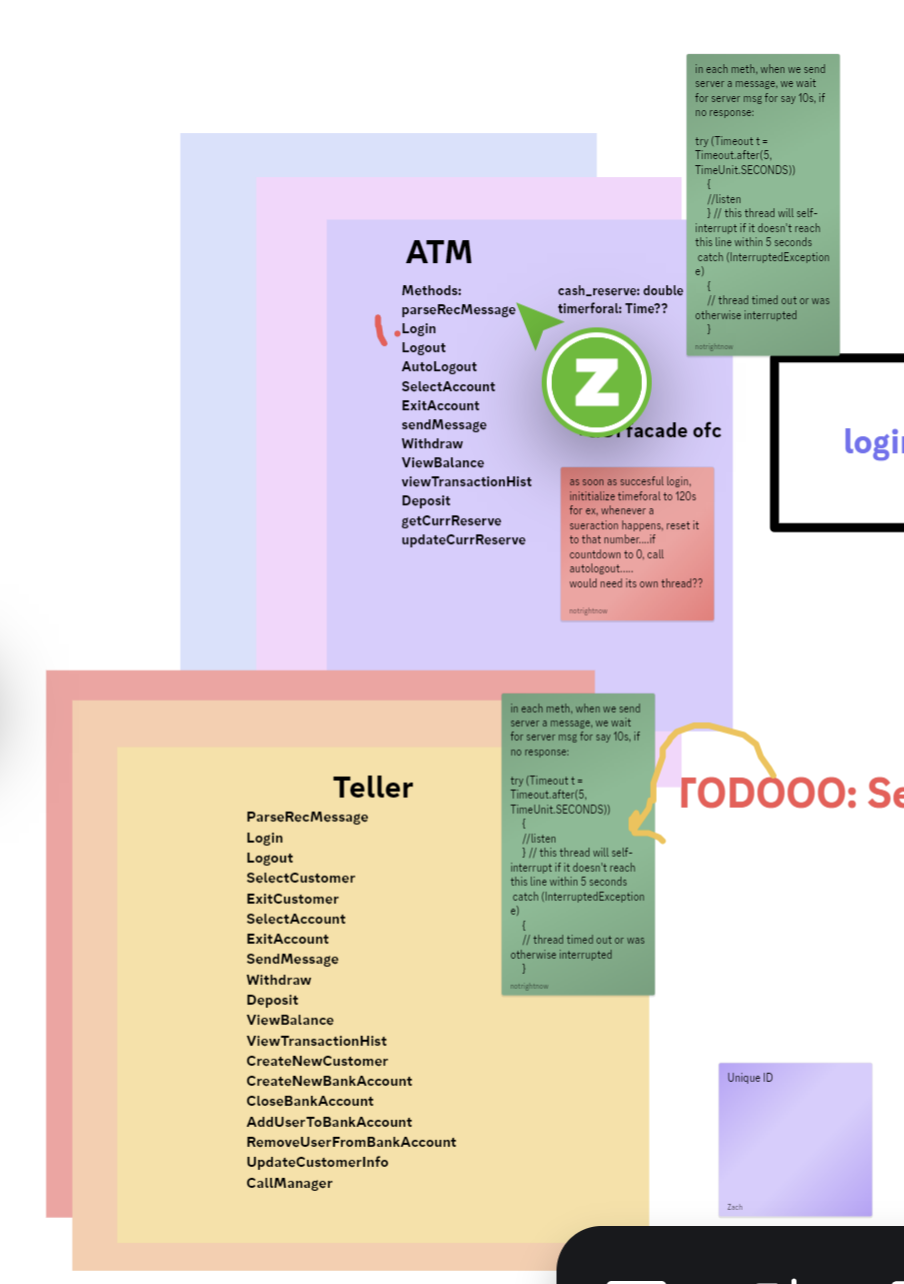 in each meth, when we send
server a message, we wait
for server msg for say 10s, if
no response:
try (Timeout t =
Timeout.after(5,
TimeUnit.SECONDS))
{
//listen
} // this thread will self-
interrupt if it doesn't reach
this line within 5 seconds
catch (InterruptedException
e)
{
// thread timed out or was
otherwise interrupted
}
notrightnow
ATM
Methods:
parseRecMessage
Login
Logout
AutoLogout
SelectAccount
ExitAccount
sendMessage
Withdraw
ViewBalance
viewTransactionHist
Deposit
getCurrReserve
updateCurrReserve
cash_reserve: double
timerforal: Time??
Z
facade ofc
login
as soon as succesful login,
inititialize timeforal to 120s
for ex, whenever a
sueraction happens, reset it
to that number....if
countdown to 0, call
autologout.....
would need its own thread??
notrightnow
Teller
ParseRecMessage
Login
Logout
SelectCustomer
ExitCustomer
SelectAccount
ExitAccount
SendMessage
Withdraw
Deposit
ViewBalance
ViewTransactionHist
CreateNewCustomer
CreateNewBankAccount
CloseBankAccount
AddUserToBankAccount
RemoveUserFromBankAccount
UpdateCustomerInfo
CallManager
in each meth, when we send
server a message, we wait
for server msg for say 10s, if
no response:
try (Timeout t =
Timeout.after(5,
TimeUnit.SECONDS))
{
//listen
} // this thread will self-
interrupt if it doesn't reach
this line within 5 seconds
catch (InterruptedException
e)
{
// thread timed out or was
otherwise interrupted
}
notrightnow
TODOOO: Se
Unique ID
Zach